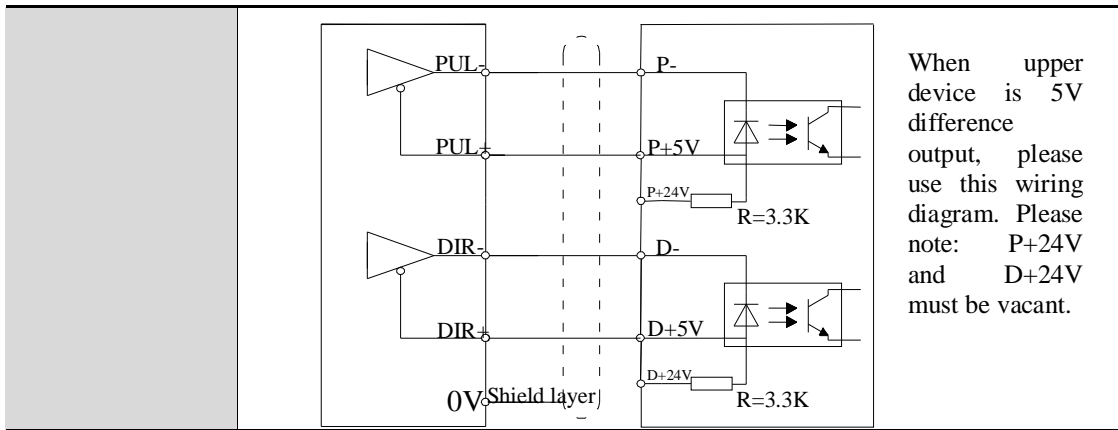 PUL-
P-
PUL+
P+5V
P+24V
R=3.3K
DIR-
D-
DIR+
D+5V
D+24V
0V
Shield layer
R=3.3K
When upper
device is 5V
difference
output, please
use this wiring
diagram. Please
note: P+24V
and D+24V
must be vacant.